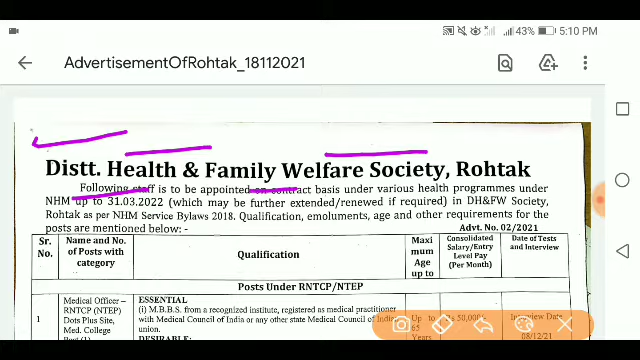 43% 5:10 PM
AdvertisementOfRohtak_18112021
Distt. Health & Family Welfare Society, Rohtak
Following staff is to be appointed on contract basis under various health programmes under
NHM up to 31.03.2022 (which may be further extended/renewed if required) in DH&FW Society,
Rohtak as per NHM Service Bylaws 2018. Qualification, emoluments, age and other requirements for the
posts are mentioned below: -
Advt. No. 02/2021
Sr. No.
Name and No. of Posts with category
Qualification
Maxi mum Age up to
Consolidated Salary/Entry Level Pay (Per Month)
Date of Tests and Interview
Posts Under RNTCP/NTEP
1
Medical Officer – RNTCP (NTEP) Dots Plus Site, Med. College
ESSENTIAL
(i) M.B.B.S. from a recognized institute, registered as medical practitioner
with Medical Council of India or any other state Medical Council of India/
union.
DESIRABLE:
Up to 65 Years
Rs 50,000/-
Interview Date
08/12/21